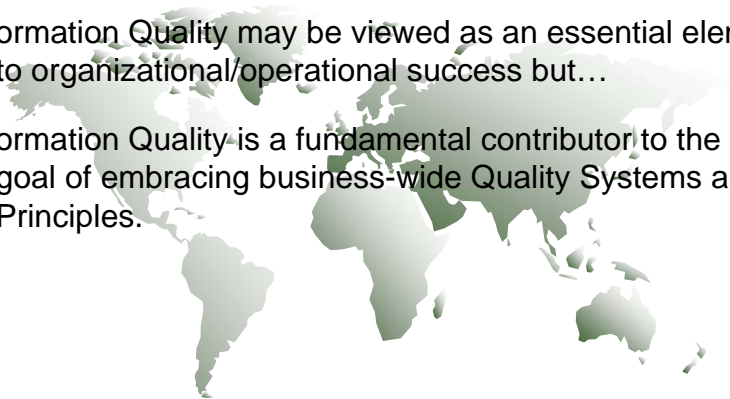 ormation Quality may be viewed as an essential eler
to organizational/operational success but…
ormation Quality is a fundamental contributor to the
goal of embracing business-wide Quality Systems a
Principles.